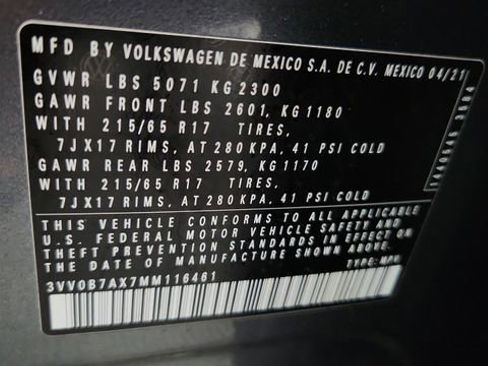 MFD BY VOLKSWAGEN DE MEXICO S.A. DE C.V. MEXICO 04/21
GVWR LBS 5071 KG 2300
GAWR FRONT LBS 2601, KG 1180
WITH 215/65 R17 TIRES,
7JX17 RIMS, AT 280 KPA, 41 PSI COLD
GAWR REAR LBS 2579, KG 1170
WITH 215/65 R17 TIRES,
7JX17 RIMS, AT 280 KPA, 41 PSI COLD
THIS VEHICLE CONFORMS TO ALL APPLICABLE
U.S. FEDERAL MOTOR VEHICLE SAFETY AND
THEFT PREVENTION STANDARDS IN EFFECT ON
THE DATE OF MANUFACTURE SHOWN ABOVE.
3VV0B7AX7MM116461 TYPE: MPV